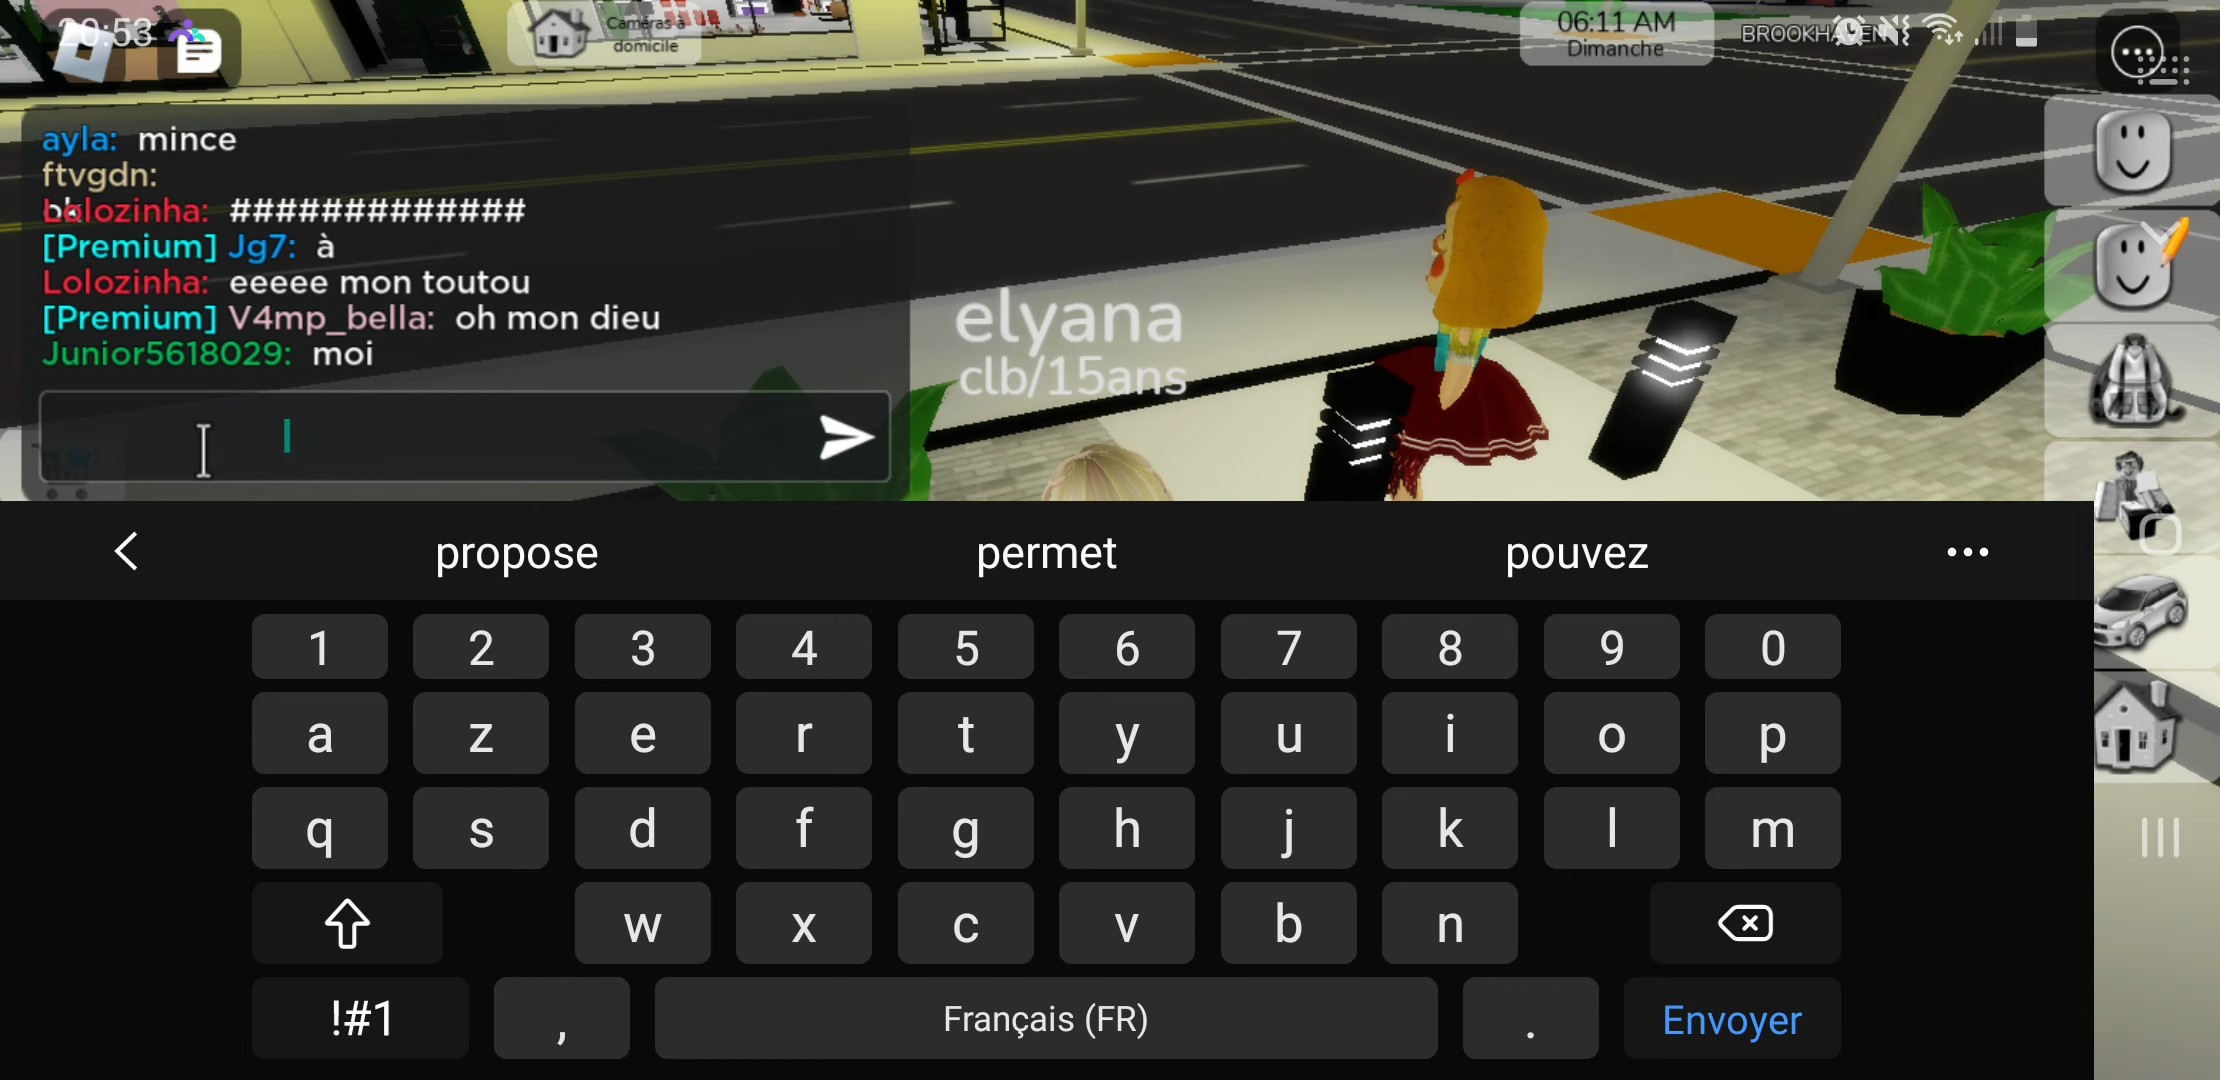 20:53
Caméras à
domicile
06:11 AM
Dimanche
BROOKHAVEN
ayla: mince
ftvgdn:
Lolozinha: #############
[Premium] Jg7: à
Lolozinha: eeeee mon toutou
[Premium] V4mp_bella: oh mon dieu
Junior5618029: moi
elyana
clb/15ans
propose permet pouvez
1 2 3 4 5 6 7 8 9 0
a z e r t y u i o p
q s d f g h j k l m
w x c v b n
!#1 , Français (FR) . Envoyer